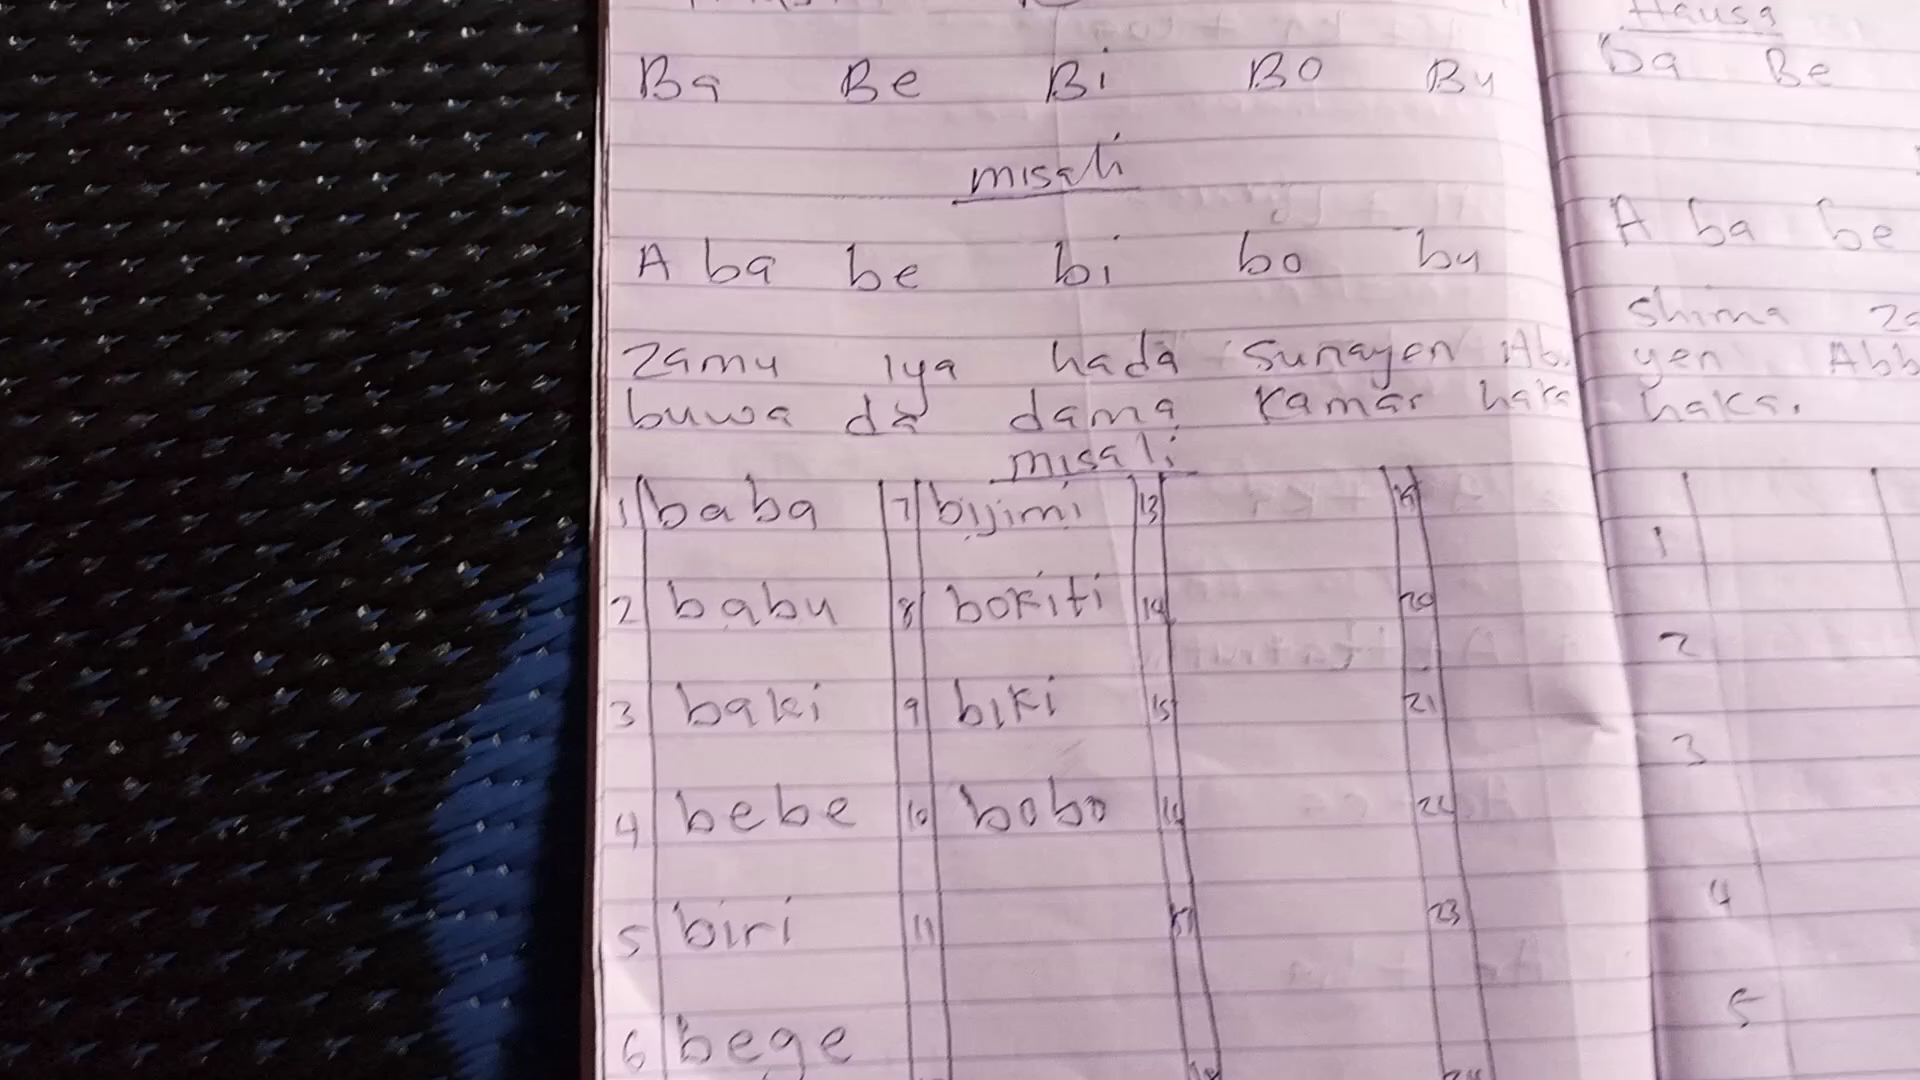 Ba Be Bi Bo Bu
misali
A ba be bi bo bu
Zamu iya hada sunayen Ab.
buwa da dama kamar haka
misali
1 baba 7 bijimi 13 19
2 babu 8 bokiti 14 20
3 baki 9 biki 15 21
4 bebe 10 bobo 16 22
5 biri 11 17 23
6 bege
Hausa
Ba Be
A ba be
Shima
yen Abb
haka.
1
2
3
4
5